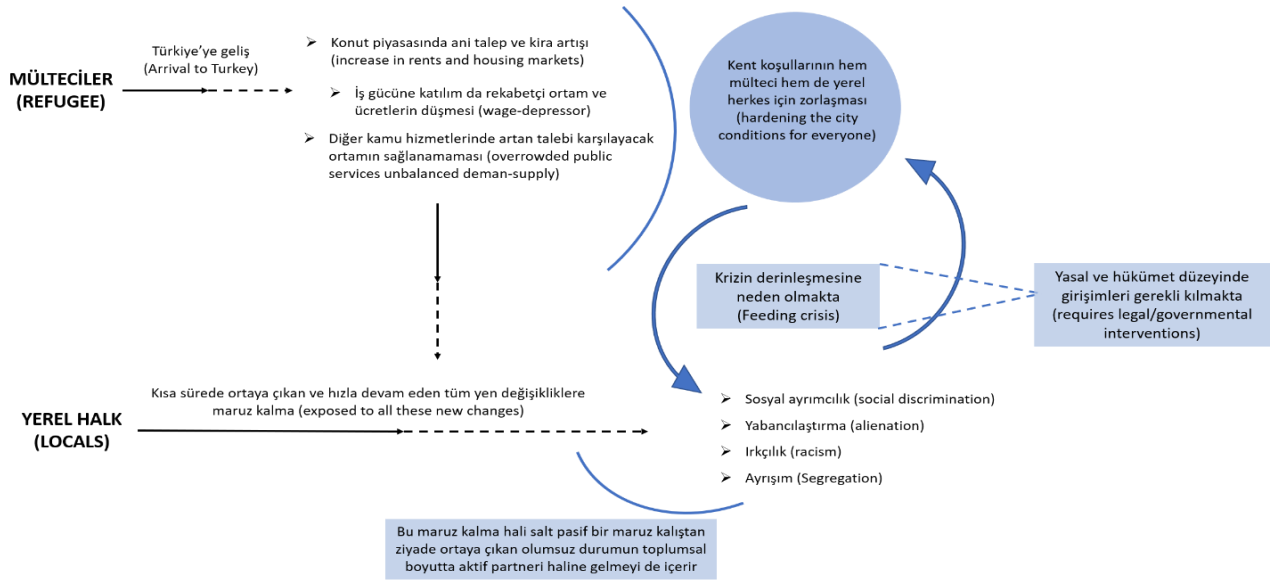 MÜLTECİLER
(REFUGEE)
Türkiye’ye geliş
(Arrival to Turkey)
Konut piyasasında ani talep ve kira artışı
(increase in rents and housing markets)
İş gücüne katılım da rekabetçi ortam ve
ücretlerin düşmesi (wage-depressor)
Diğer kamu hizmetlerinde artan talebi karşılayacak
ortamın sağlanamaması (overrowded public
services unbalanced deman-supply)
Kent koşullarının hem
mülteci hem de yerel
herkes için zorlaşması
(hardening the city
conditions for everyone)
Krizin derinleşmesine
neden olmakta
(Feeding crisis)
Yasal ve hükümet düzeyinde
girişimleri gerekli kılmakta
(requires legal/governmental
interventions)
YEREL HALK
(LOCALS)
Kısa sürede ortaya çıkan ve hızla devam eden tüm yen değişikliklere
maruz kalma (exposed to all these new changes)
Sosyal ayrımcılık (social discrimination)
Yabancılaştırma (alienation)
Irkçılık (racism)
Ayrışım (Segregation)
Bu maruz kalma hali salt pasif bir maruz kalıştan
ziyade ortaya çıkan olumsuz durumun toplumsal
boyutta aktif partneri haline gelmeyi de içerir